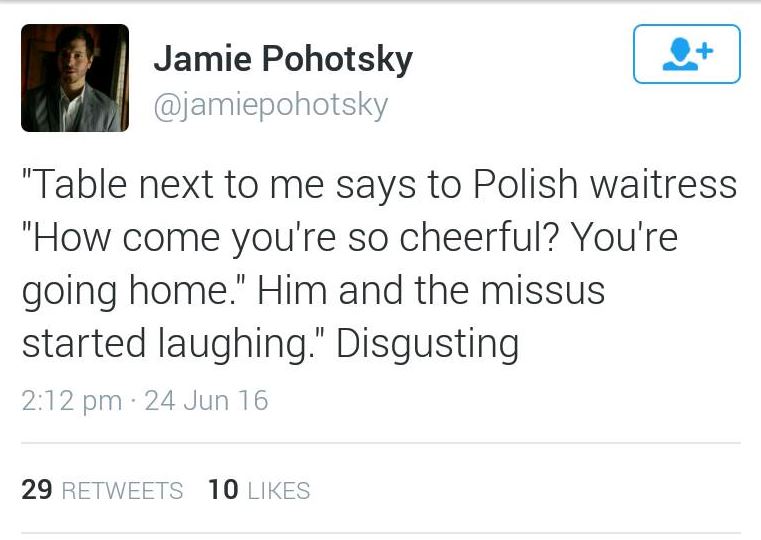 Jamie Pohotsky
@jamiepohotsky
"Table next to me says to Polish waitress
"How come you're so cheerful? You're
going home." Him and the missus
started laughing." Disgusting
2:12 pm · 24 Jun 16
29 RETWEETS 10 LIKES